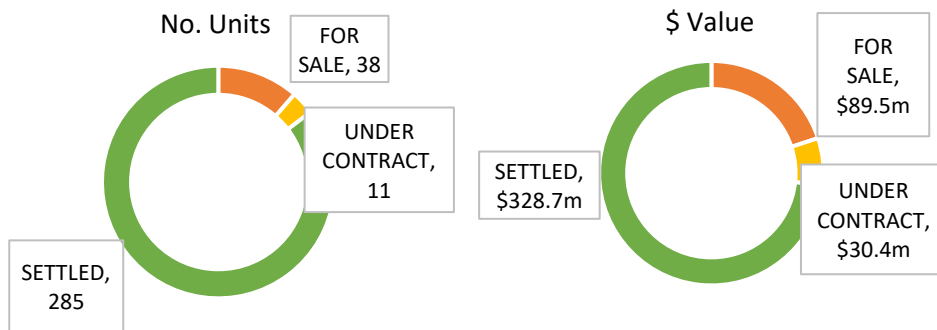 No. Units
FOR
SALE, 38
UNDER
CONTRACT,
11
SETTLED,
285
$ Value
FOR
SALE,
$89.5m
SETTLED,
$328.7m
UNDER
CONTRACT,
$30.4m